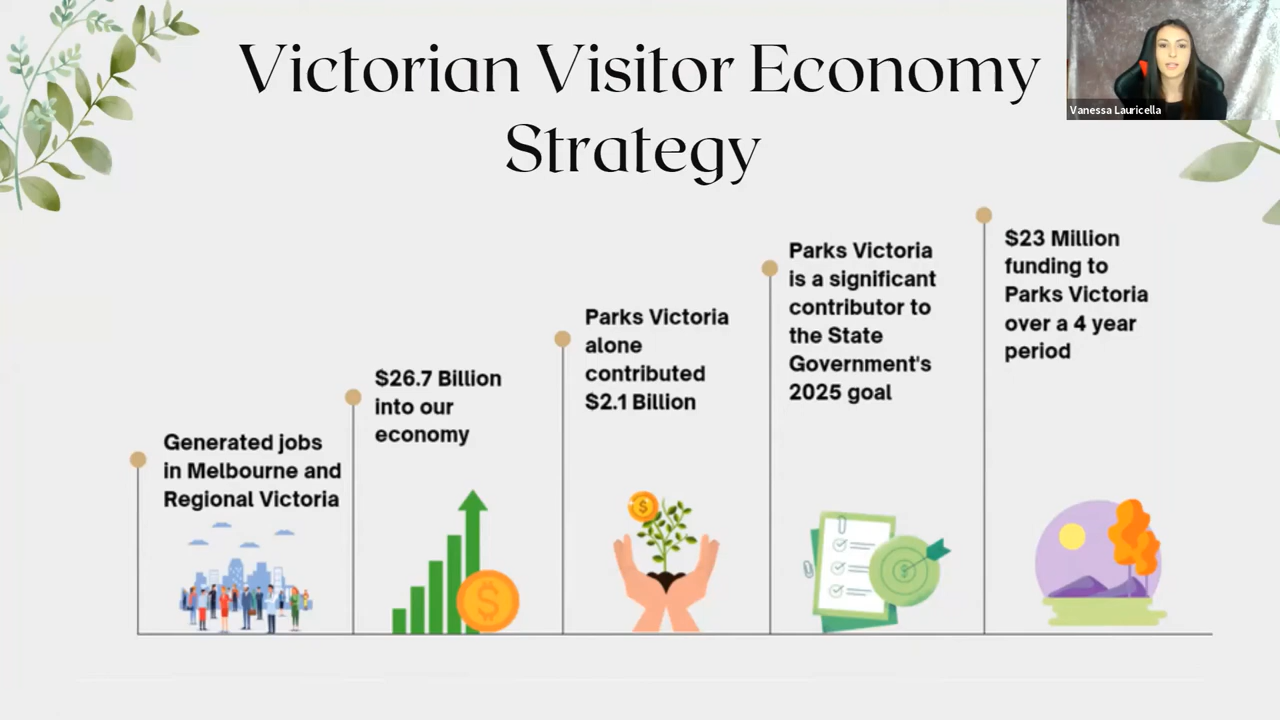 Victorian Visitor Economy
Strategy
Vanessa Lauricella
Generated jobs
in Melbourne and
Regional Victoria
$26.7 Billion
into our
economy
Parks Victoria
alone
contributed
$2.1 Billion
Parks Victoria
is a significant
contributor to
the State
Government's
2025 goal
$23 Million
funding to
Parks Victoria
over a 4 year
period